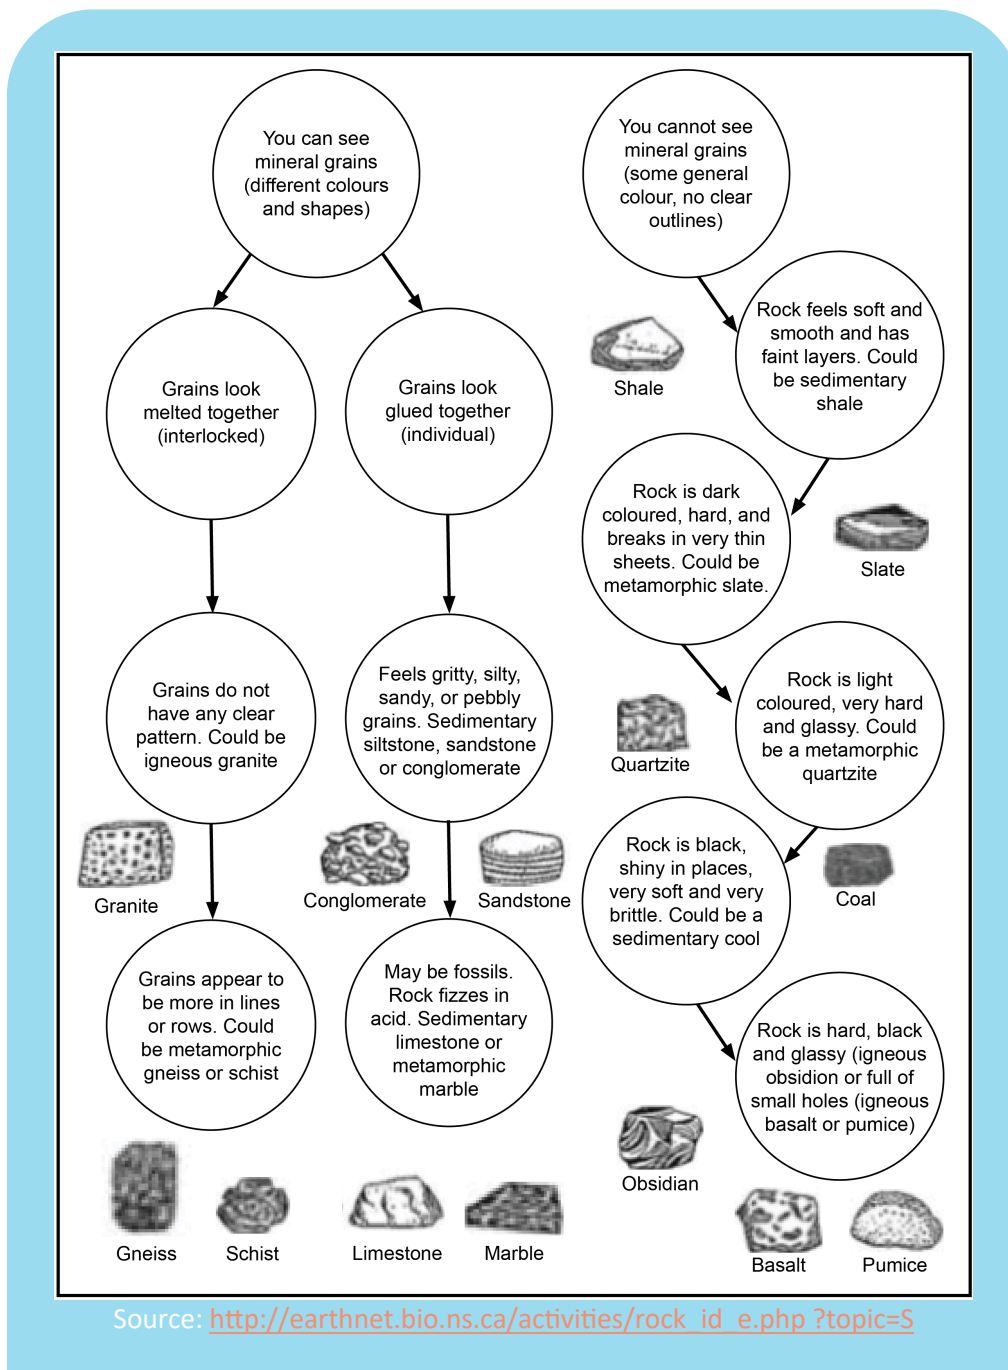 You can see
mineral grains
(different colours
and shapes)
Grains look
melted together
(interlocked)
Grains look
glued together
(individual)
Grains do not
have any clear
pattern. Could be
igneous granite
Feels gritty, silty,
sandy, or pebbly
grains. Sedimentary
siltstone, sandstone
or conglomerate
Granite
Conglomerate
Sandstone
Grains appear to
be more in lines
or rows. Could
be metamorphic
gneiss or schist
May be fossils.
Rock fizzes in
acid. Sedimentary
limestone or
metamorphic
marble
Gneiss
Schist
Limestone
Marble
You cannot see
mineral grains
(some general
colour, no clear
outlines)
Rock feels soft and
smooth and has
faint layers. Could
be sedimentary
shale
Shale
Rock is dark
coloured, hard, and
breaks in very thin
sheets. Could be
metamorphic slate.
Slate
Rock is light
coloured, very hard
and glassy. Could
be a metamorphic
quartzite
Quartzite
Rock is black,
shiny in places,
very soft and very
brittle. Could be a
sedimentary cool
Coal
Rock is hard, black
and glassy (igneous
obsidion or full of
small holes (igneous
basalt or pumice)
Obsidian
Basalt
Pumice
Source: http://earthnet.bio.ns.ca/activities/rock_id_e.php ?topic=S